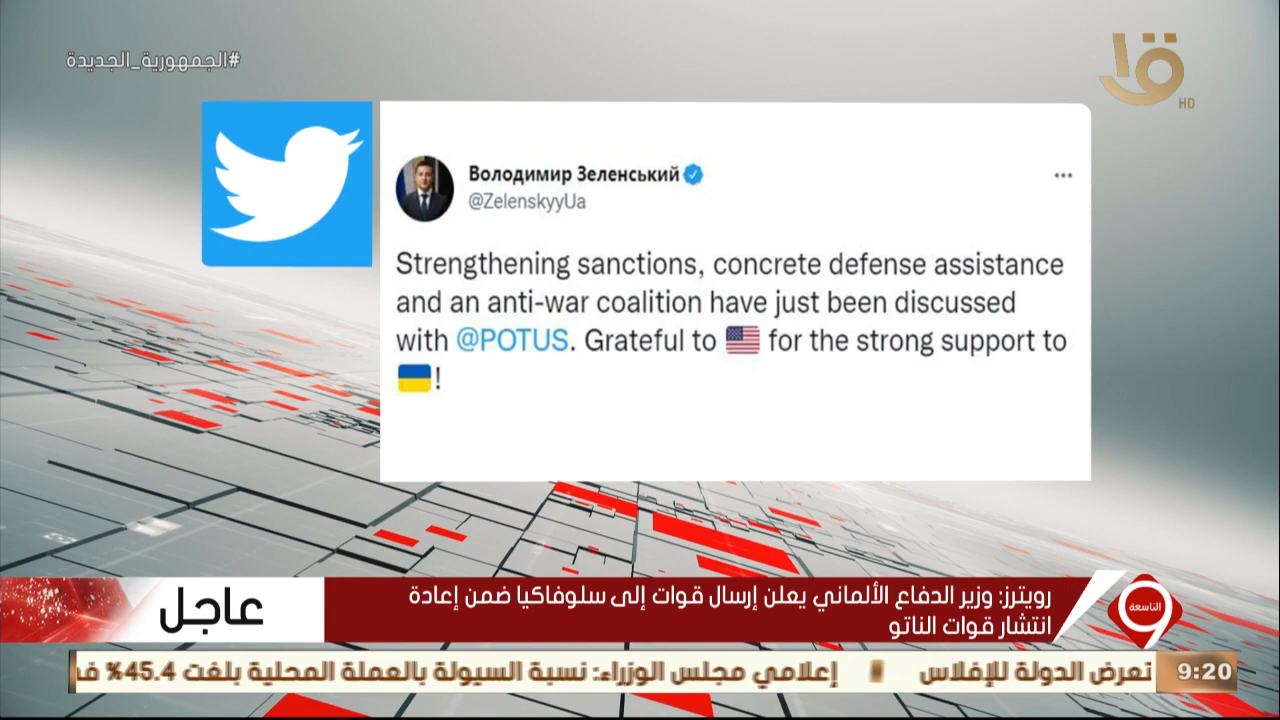 #الجمهورية_الجديدة
HD
Володимир Зеленський
@ZelenskyyUa
Strengthening sanctions, concrete defense assistance
and an anti-war coalition have just been discussed
with @POTUS. Grateful to 🇺🇸 for the strong support to
🇺🇦!
عاجل
رويترز: وزير الدفاع الألماني يعلن إرسال قوات إلى سلوفاكيا ضمن إعادة
انتشار قوات الناتو
التاسعة
9:20
تعرض الدولة للإفلاس
إعلامي مجلس الوزراء: نسبة السيولة بالعملة المحلية بلغت 45.4%